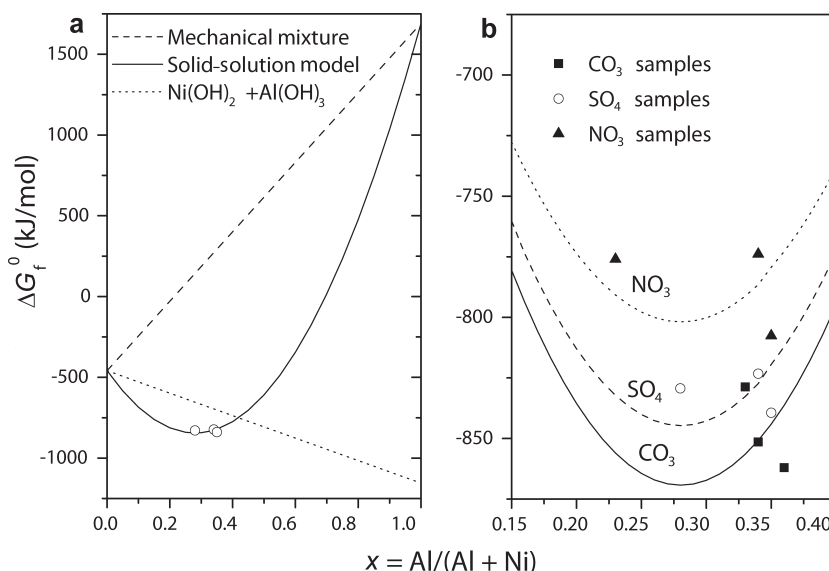 a
Mechanical mixture
Solid-solution model
Ni(OH)₂ +Al(OH)₃
1500
1000
500
0
-500
-1000
ΔG_f⁰ (kJ/mol)
0.0 0.2 0.4 0.6 0.8 1.0
b
CO₃ samples
SO₄ samples
NO₃ samples
-700
-750
-800
-850
NO₃
SO₄
CO₃
0.15 0.20 0.25 0.30 0.35 0.40
x = Al/(Al + Ni)